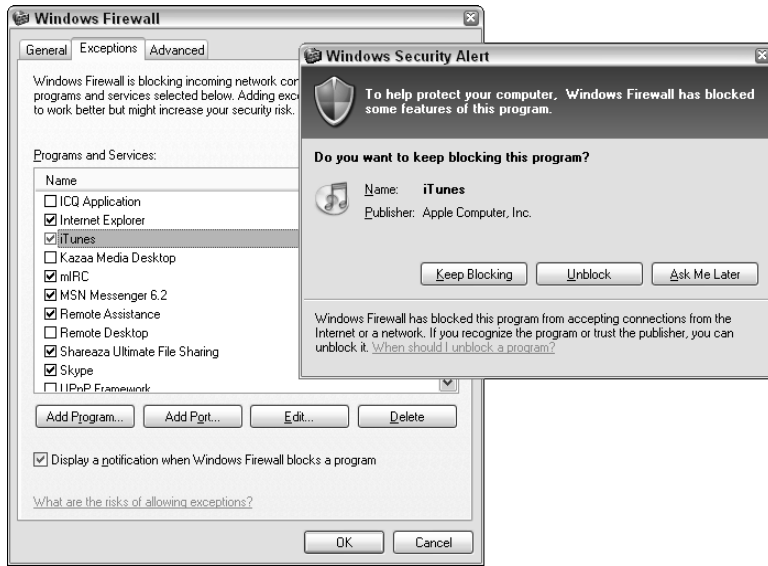 Windows Firewall
General Exceptions Advanced
Windows Firewall is blocking incoming network
programs and services selected below. Adding
to work better but might increase your security risk.
Programs and Services:
Name
ICQ Application
Internet Explorer
iTunes
Kazaa Media Desktop
mIRC
MSN Messenger 6.2
Remote Assistance
Remote Desktop
Shareaza Ultimate File Sharing
Skype
UPnP Framework
Add Program... Add Port... Edit... Delete
Display a notification when Windows Firewall blocks a program
What are the risks of allowing exceptions?
OK Cancel
Windows Security Alert
To help protect your computer, Windows Firewall has blocked
some features of this program.
Do you want to keep blocking this program?
Name: iTunes
Publisher: Apple Computer, Inc.
Keep Blocking Unblock Ask Me Later
Windows Firewall has blocked this program from accepting connections from the
Internet or a network. If you recognize the program or trust the publisher, you can
unblock it. When should I unblock a program?